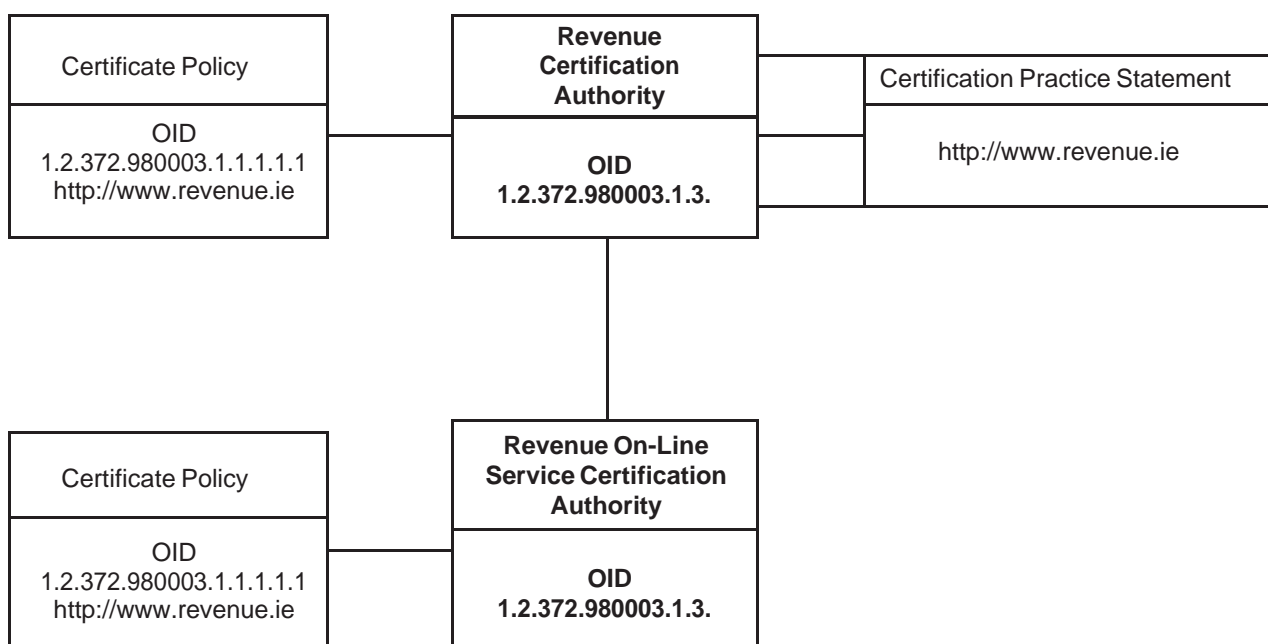 Certificate Policy
OID
1.2.372.980003.1.1.1.1.1
http://www.revenue.ie
Revenue
Certification
Authority
OID
1.2.372.980003.1.3.
Certification Practice Statement
http://www.revenue.ie
Certificate Policy
OID
1.2.372.980003.1.1.1.1.1
http://www.revenue.ie
Revenue On-Line
Service Certification
Authority
OID
1.2.372.980003.1.3.